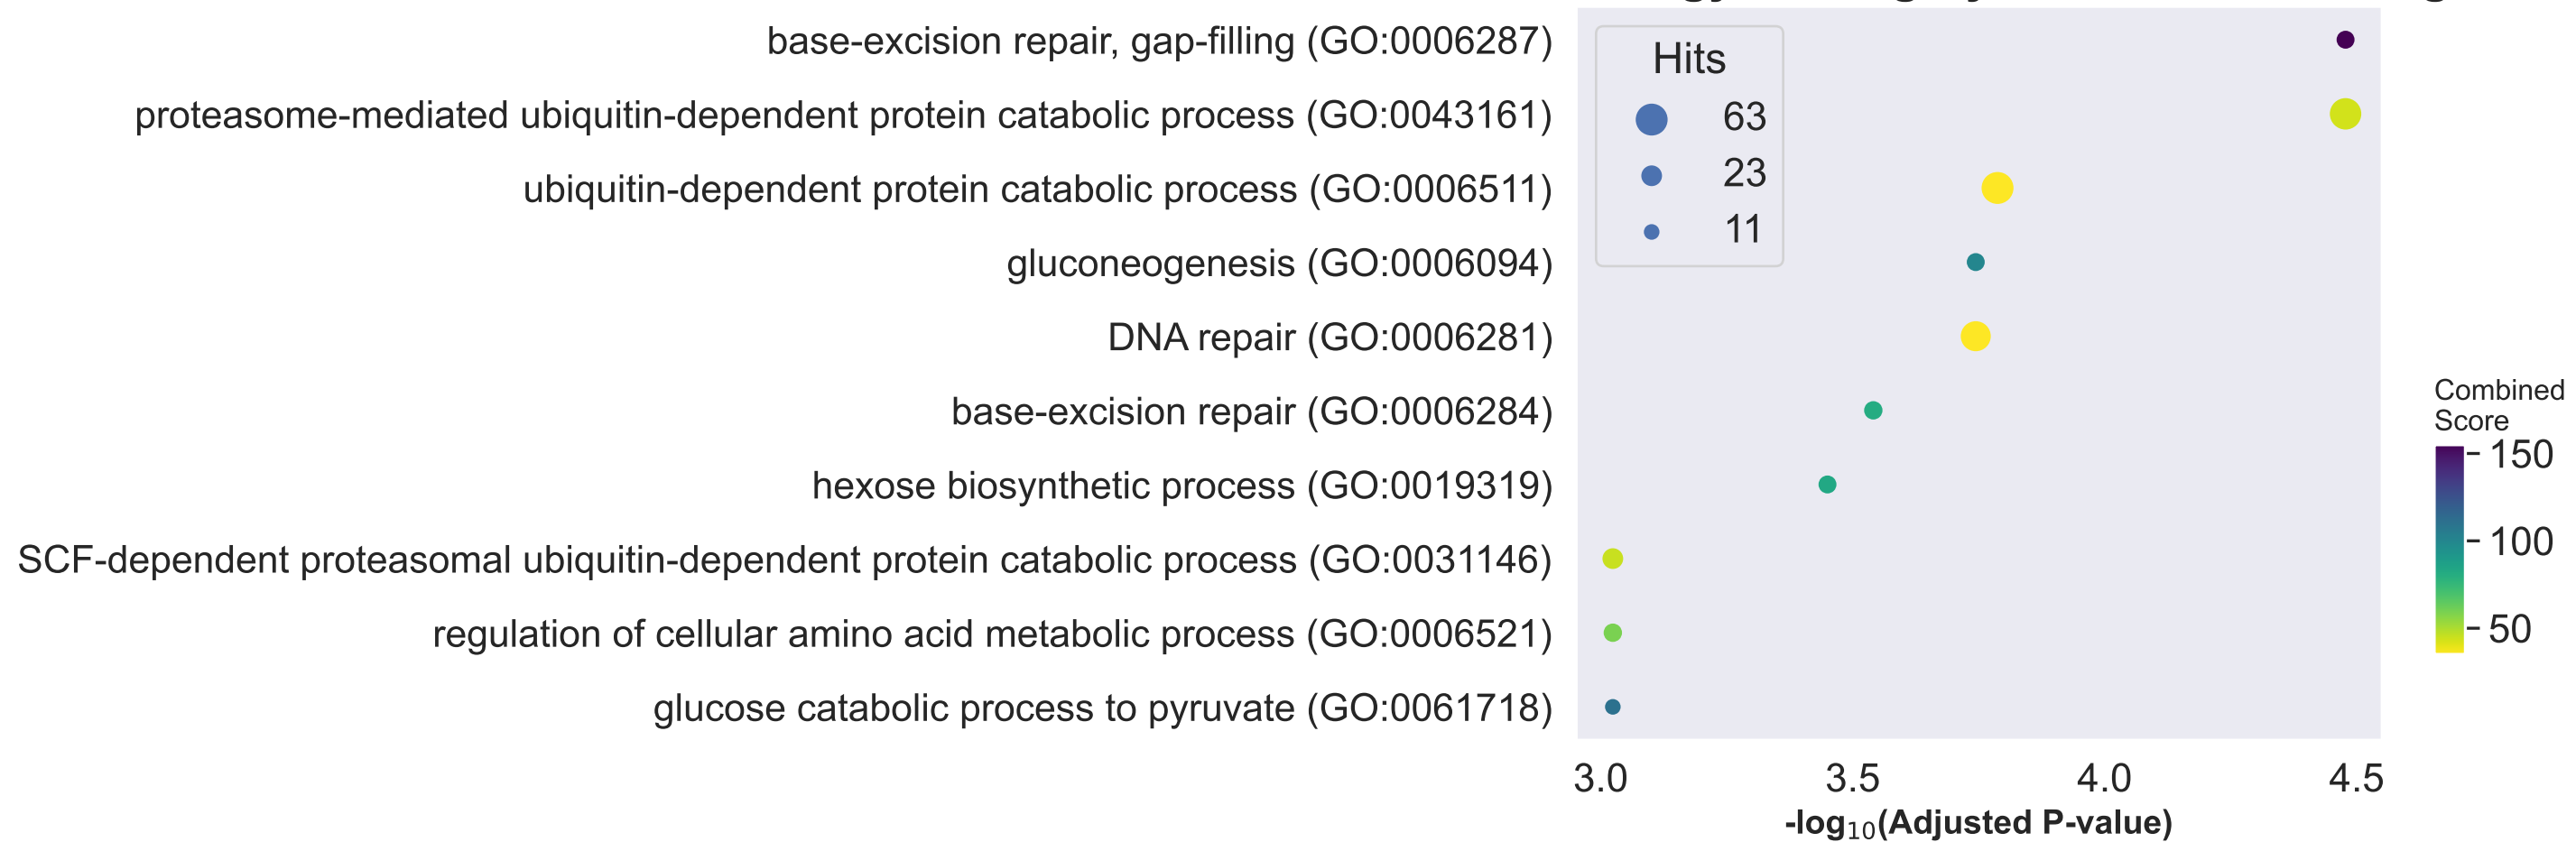 base-excision repair, gap-filling (GO:0006287)
proteasome-mediated ubiquitin-dependent protein catabolic process (GO:0043161)
ubiquitin-dependent protein catabolic process (GO:0006511)
gluconeogenesis (GO:0006094)
DNA repair (GO:0006281)
base-excision repair (GO:0006284)
hexose biosynthetic process (GO:0019319)
SCF-dependent proteasomal ubiquitin-dependent protein catabolic process (GO:0031146)
regulation of cellular amino acid metabolic process (GO:0006521)
glucose catabolic process to pyruvate (GO:0061718)
Hits
63
23
11
3.0 3.5 4.0 4.5
-log₁₀(Adjusted P-value)
Combined
Score
150
100
50